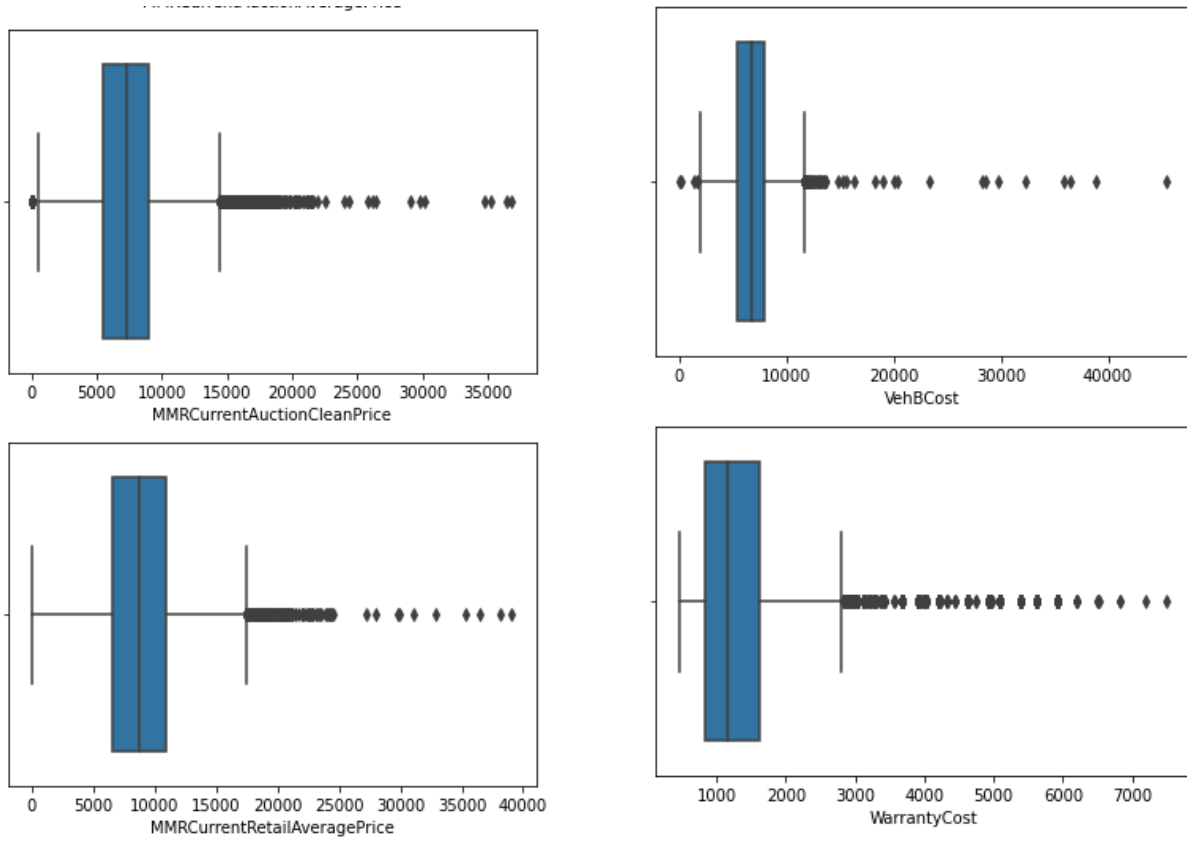 0 5000 10000 15000 20000 25000 30000 35000
MMRCurrentAuctionCleanPrice
0 10000 20000 30000 40000
VehBCost
0 5000 10000 15000 20000 25000 30000 35000 40000
MMRCurrentRetailAveragePrice
1000 2000 3000 4000 5000 6000 7000
WarrantyCost